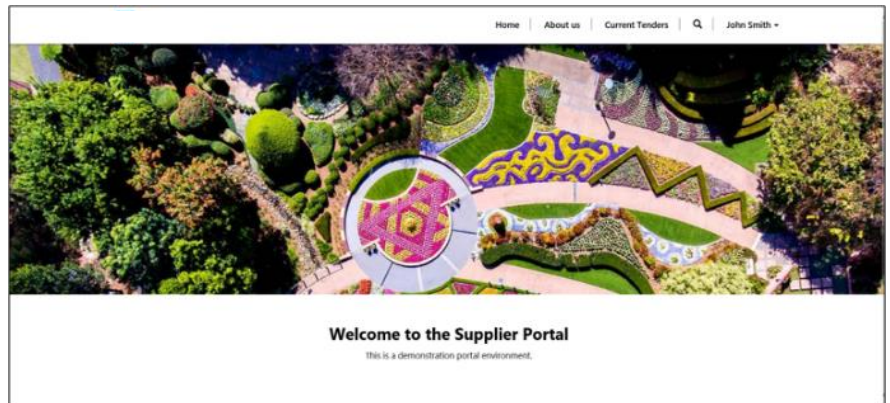 Home About us Current Tenders John Smith
Welcome to the Supplier Portal
This is a demonstration portal environment.